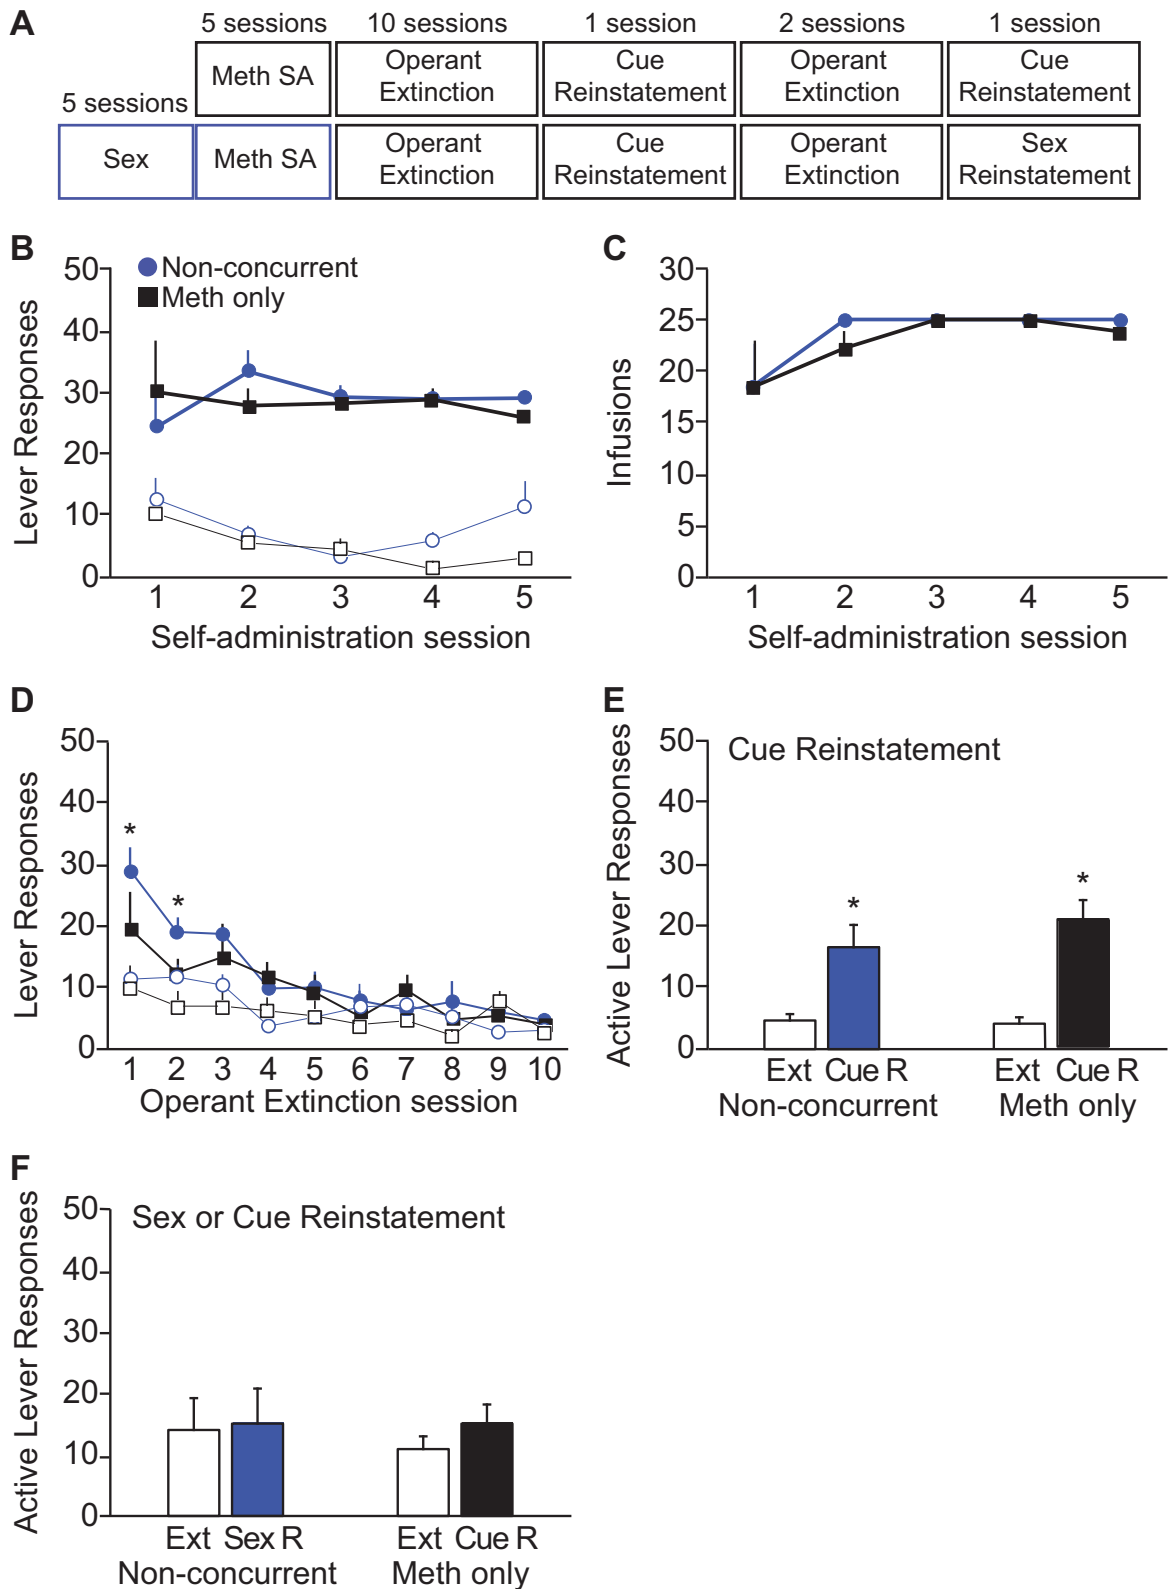 A
5 sessions 10 sessions 1 session 2 sessions 1 session
Meth SA
Operant
Extinction
Cue
Reinstatement
Operant
Extinction
Cue
Reinstatement
5 sessions
Sex
Meth SA
Operant
Extinction
Cue
Reinstatement
Operant
Extinction
Sex
Reinstatement
B
Non-concurrent
Meth only
Lever Responses
50
40
30
20
10
0
1 2 3 4 5
Self-administration session
C
Infusions
30
25
20
15
10
5
0
1 2 3 4 5
Self-administration session
D
Lever Responses
50
40
30
20
10
0
* *
1 2 3 4 5 6 7 8 9 10
Operant Extinction session
E
Cue Reinstatement
Active Lever Responses
50
40
30
20
10
0
* *
Ext Cue R Ext Cue R
Non-concurrent Meth only
F
Sex or Cue Reinstatement
Active Lever Responses
50
40
30
20
10
0
Ext Sex R Ext Cue R
Non-concurrent Meth only